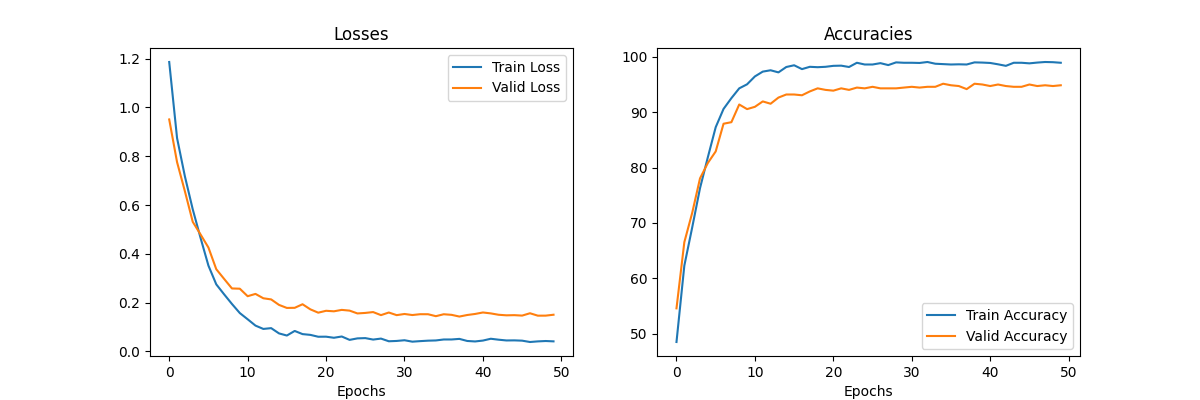 Losses
1.2
1.0
0.8
0.6
0.4
0.2
0.0
0 10 20 30 40 50
Epochs
Train Loss
Valid Loss
Accuracies
100
90
80
70
60
50
0 10 20 30 40 50
Epochs
Train Accuracy
Valid Accuracy